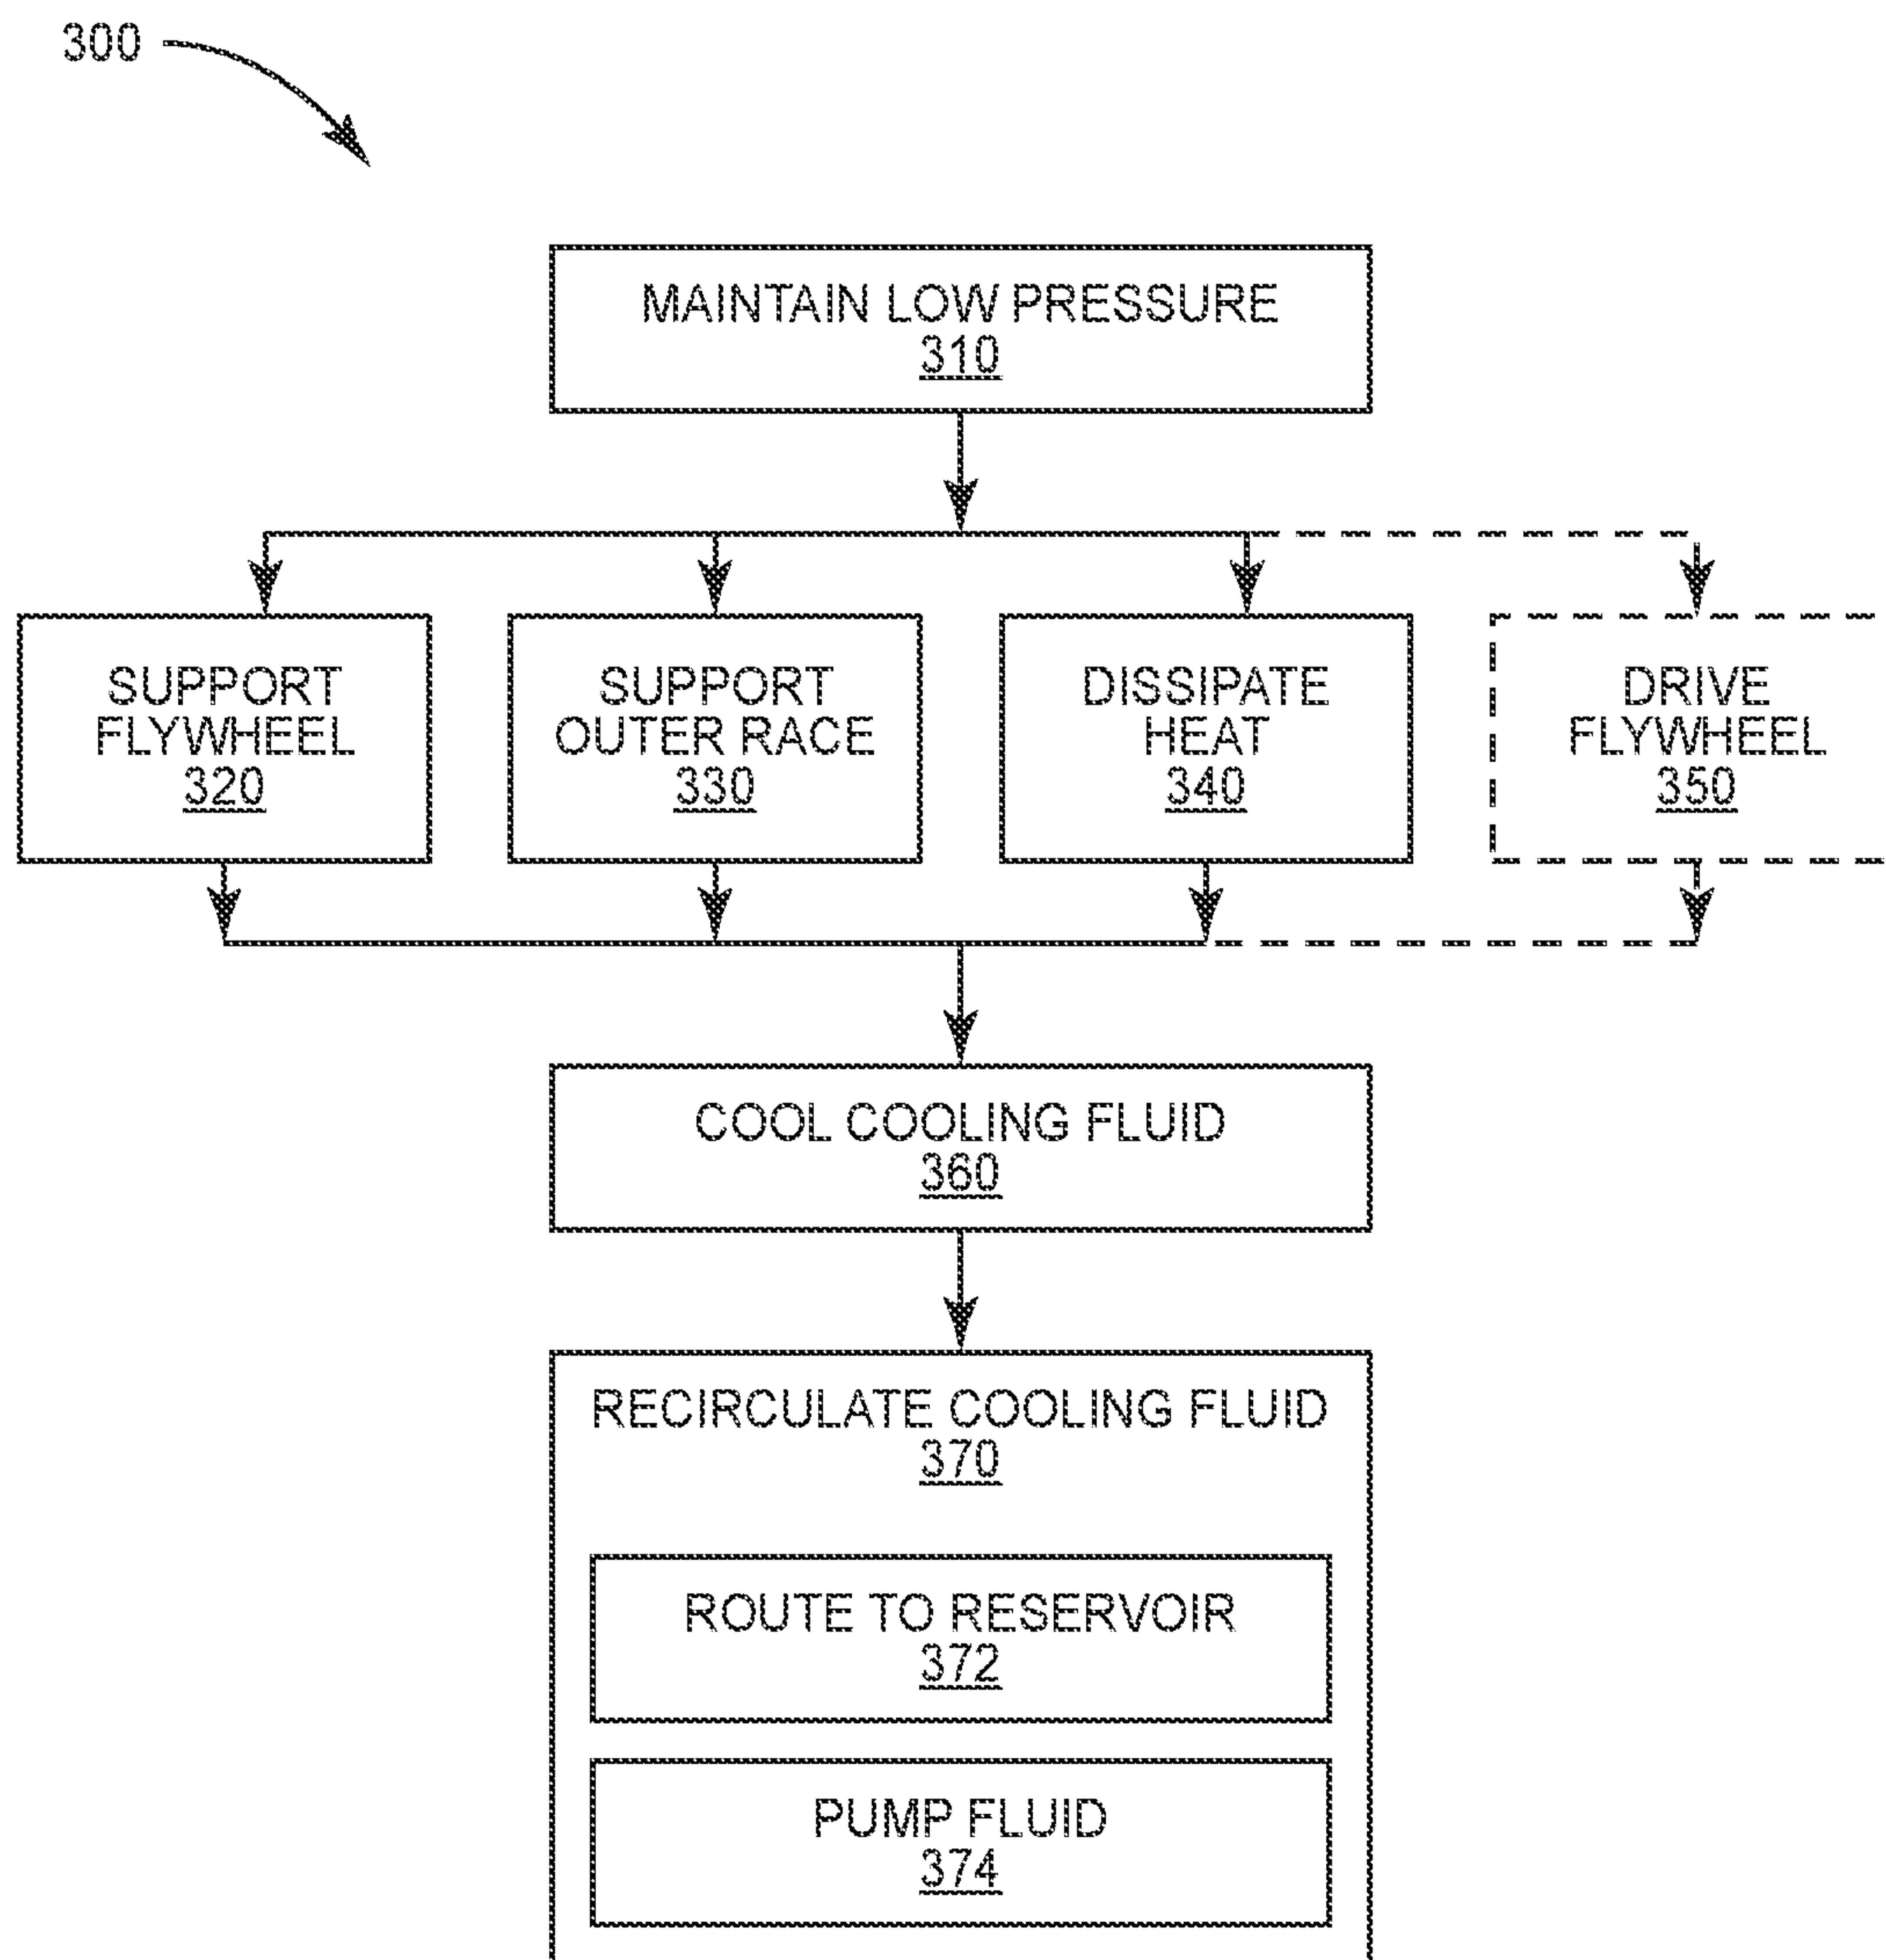 300
MAINTAIN LOW PRESSURE
310
SUPPORT
FLYWHEEL
320
SUPPORT
OUTER RACE
330
DISSIPATE
HEAT
340
DRIVE
FLYWHEEL
350
COOL COOLING FLUID
360
RECIRCULATE COOLING FLUID
370
ROUTE TO RESERVOIR
372
PUMP FLUID
374